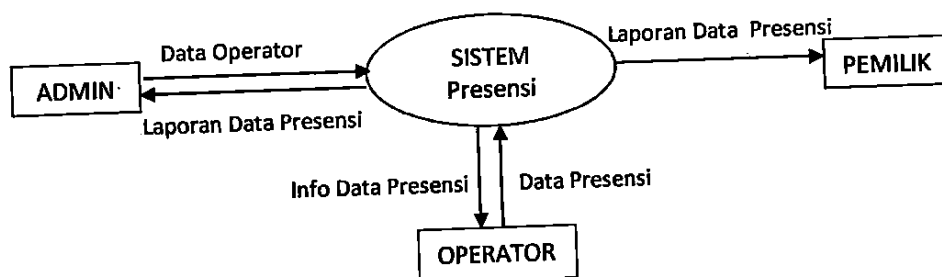 Data Operator
SISTEM
Presensi
Laporan Data Presensi
ADMIN
PEMILIK
Laporan Data Presensi
Info Data Presensi
Data Presensi
OPERATOR